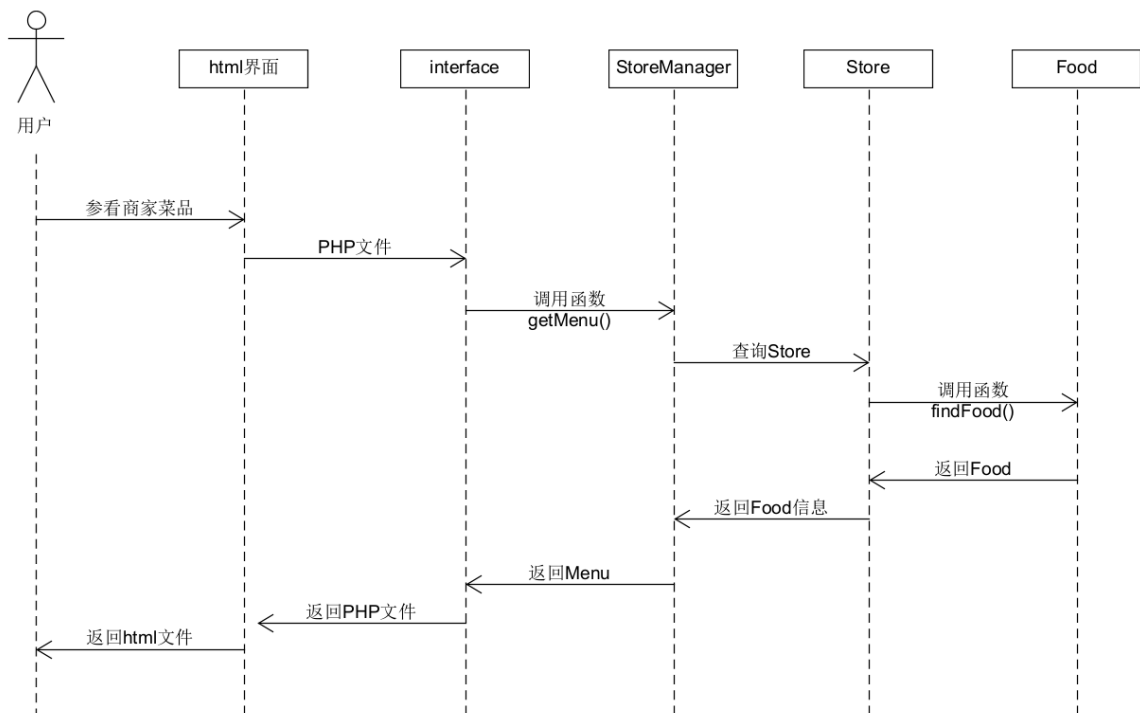 html界面
interface
StoreManager
Store
Food
用户
参看商家菜品
PHP文件
调用函数
getMenu()
查询Store
调用函数
findFood()
返回Food
返回Food信息
返回Menu
返回PHP文件
返回html文件